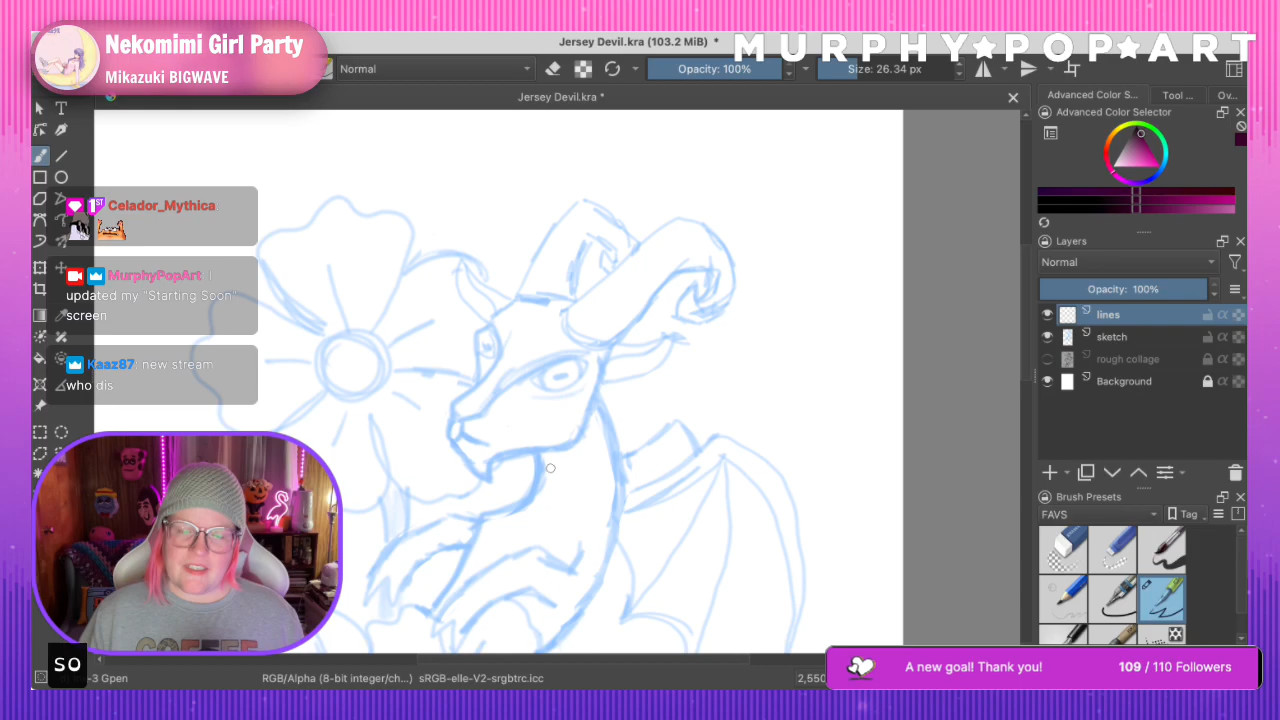 Nekomimi Girl Party
Mikazuki BIGWAVE
Jersey Devil.kra (103.2 MiB) *
MURPHY★POP★ART
Normal
Opacity: 100%
Size: 26.34 px
Jersey Devil.kra *
Advanced Color S...
Tool ...
Ov...
Advanced Color Selector
1ST Celador_Mythica
MurphyPopArt
updated my "Starting Soon"
screen
Kaaz87: new stream
who dis
Layers
Normal
Opacity: 100%
lines
sketch
rough collage
Background
Brush Presets
FAVS
Tag
COFFEE
so
-3 Gpen
RGB/Alpha (8-bit integer/ch...)
sRGB-elle-V2-srgbtrc.icc
2,550
A new goal! Thank you!
109 / 110 Followers